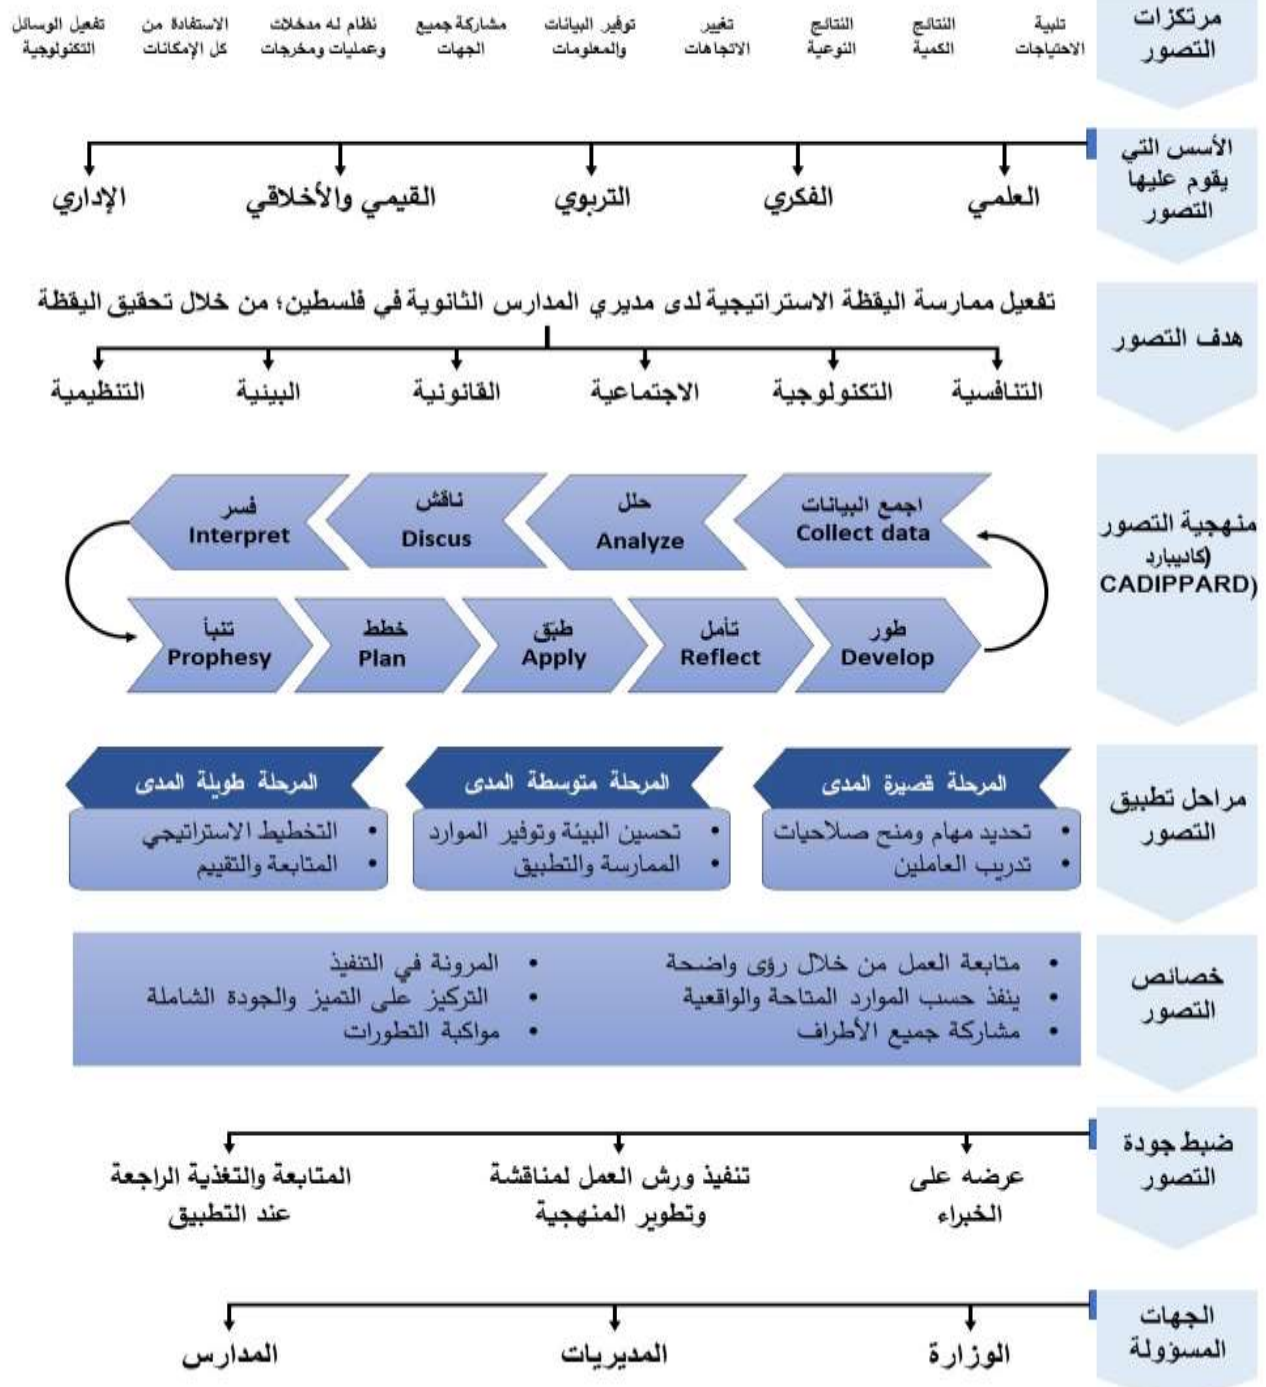 مرتكزات
التصور
تلبية
الاحتياجات
النتائج
الكمية
النتائج
النوعية
تغيير
الاتجاهات
توفير البيانات
والمعلومات
مشاركة جميع
الجهات
نظام له مدخلات
وعمليات ومخرجات
الاستفادة من
كل الإمكانات
تفعيل الوسائل
التكنولوجية
الأسس التي
يقوم عليها
التصور
العلمي
الفكري
التربوي
القيمي والأخلاقي
الإداري
هدف التصور
تفعيل ممارسة اليقظة الاستراتيجية لدى مديري المدارس الثانوية في فلسطين؛ من خلال تحقيق اليقظة
التنافسية
التكنولوجية
الاجتماعية
القانونية
البيئية
التنظيمية
منهجية التصور
(كاديبارد
CADIPPARD)
اجمع البيانات
Collect data
حلل
Analyze
ناقش
Discus
فسر
Interpret
تنبأ
Prophesy
خطط
Plan
طبّق
Apply
تأمل
Reflect
طور
Develop
مراحل تطبيق
التصور
المرحلة قصيرة المدى
• تحديد مهام ومنح صلاحيات
• تدريب العاملين
المرحلة متوسطة المدى
• تحسين البيئة وتوفير الموارد
• الممارسة والتطبيق
المرحلة طويلة المدى
• التخطيط الاستراتيجي
• المتابعة والتقييم
خصائص
التصور
• متابعة العمل من خلال رؤى واضحة
• ينفذ حسب الموارد المتاحة والواقعية
• مشاركة جميع الأطراف
• المرونة في التنفيذ
• التركيز على التميز والجودة الشاملة
• مواكبة التطورات
ضبط جودة
التصور
عرضه على
الخبراء
تنفيذ ورش العمل لمناقشة
وتطوير المنهجية
المتابعة والتغذية الراجعة
عند التطبيق
الجهات
المسؤولة
الوزارة
المديريات
المدارس